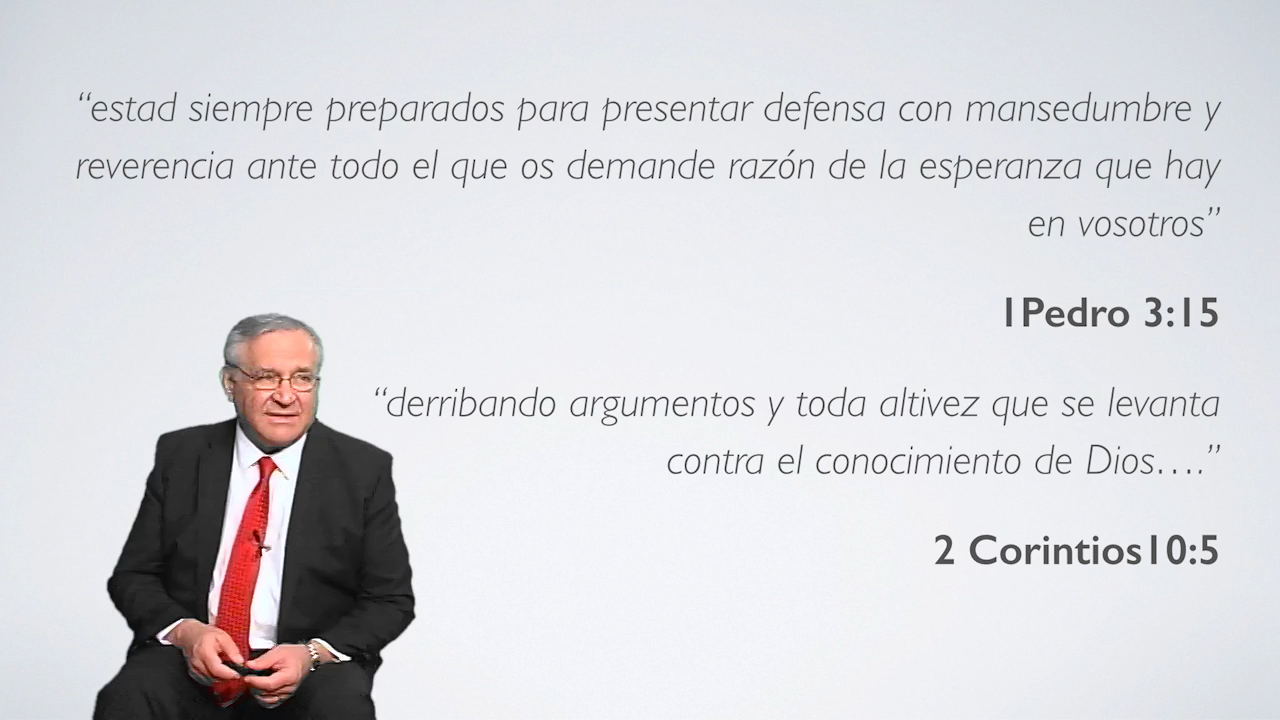 “estad siempre preparados para presentar defensa con mansedumbre y
reverencia ante todo el que os demande razón de la esperanza que hay
en vosotros”
1Pedro 3:15
“derribando argumentos y toda altivez que se levanta
contra el conocimiento de Dios….”
2 Corintios10:5